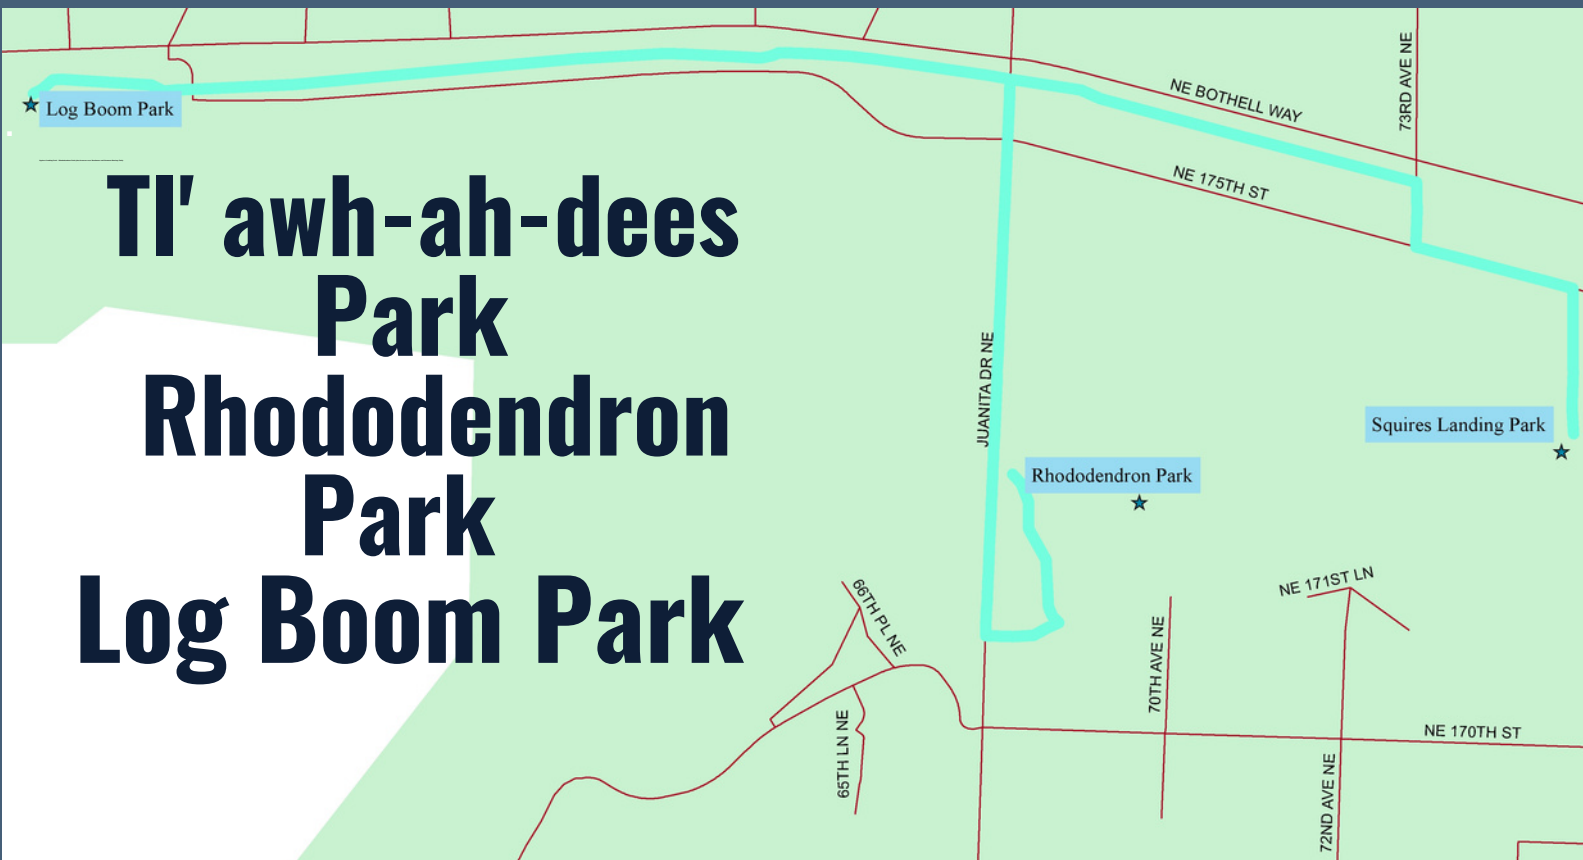 73RD AVE NE
NE BOTHELL WAY
Log Boom Park
NE 175TH ST
Tl' awh-ah-dees
Park
Rhododendron
Park
Log Boom Park
JUANITA DR NE
Squires Landing Park
Rhododendron Park
NE 171ST LN
66TH PL NE
70TH AVE NE
65TH LN NE
NE 170TH ST
72ND AVE NE